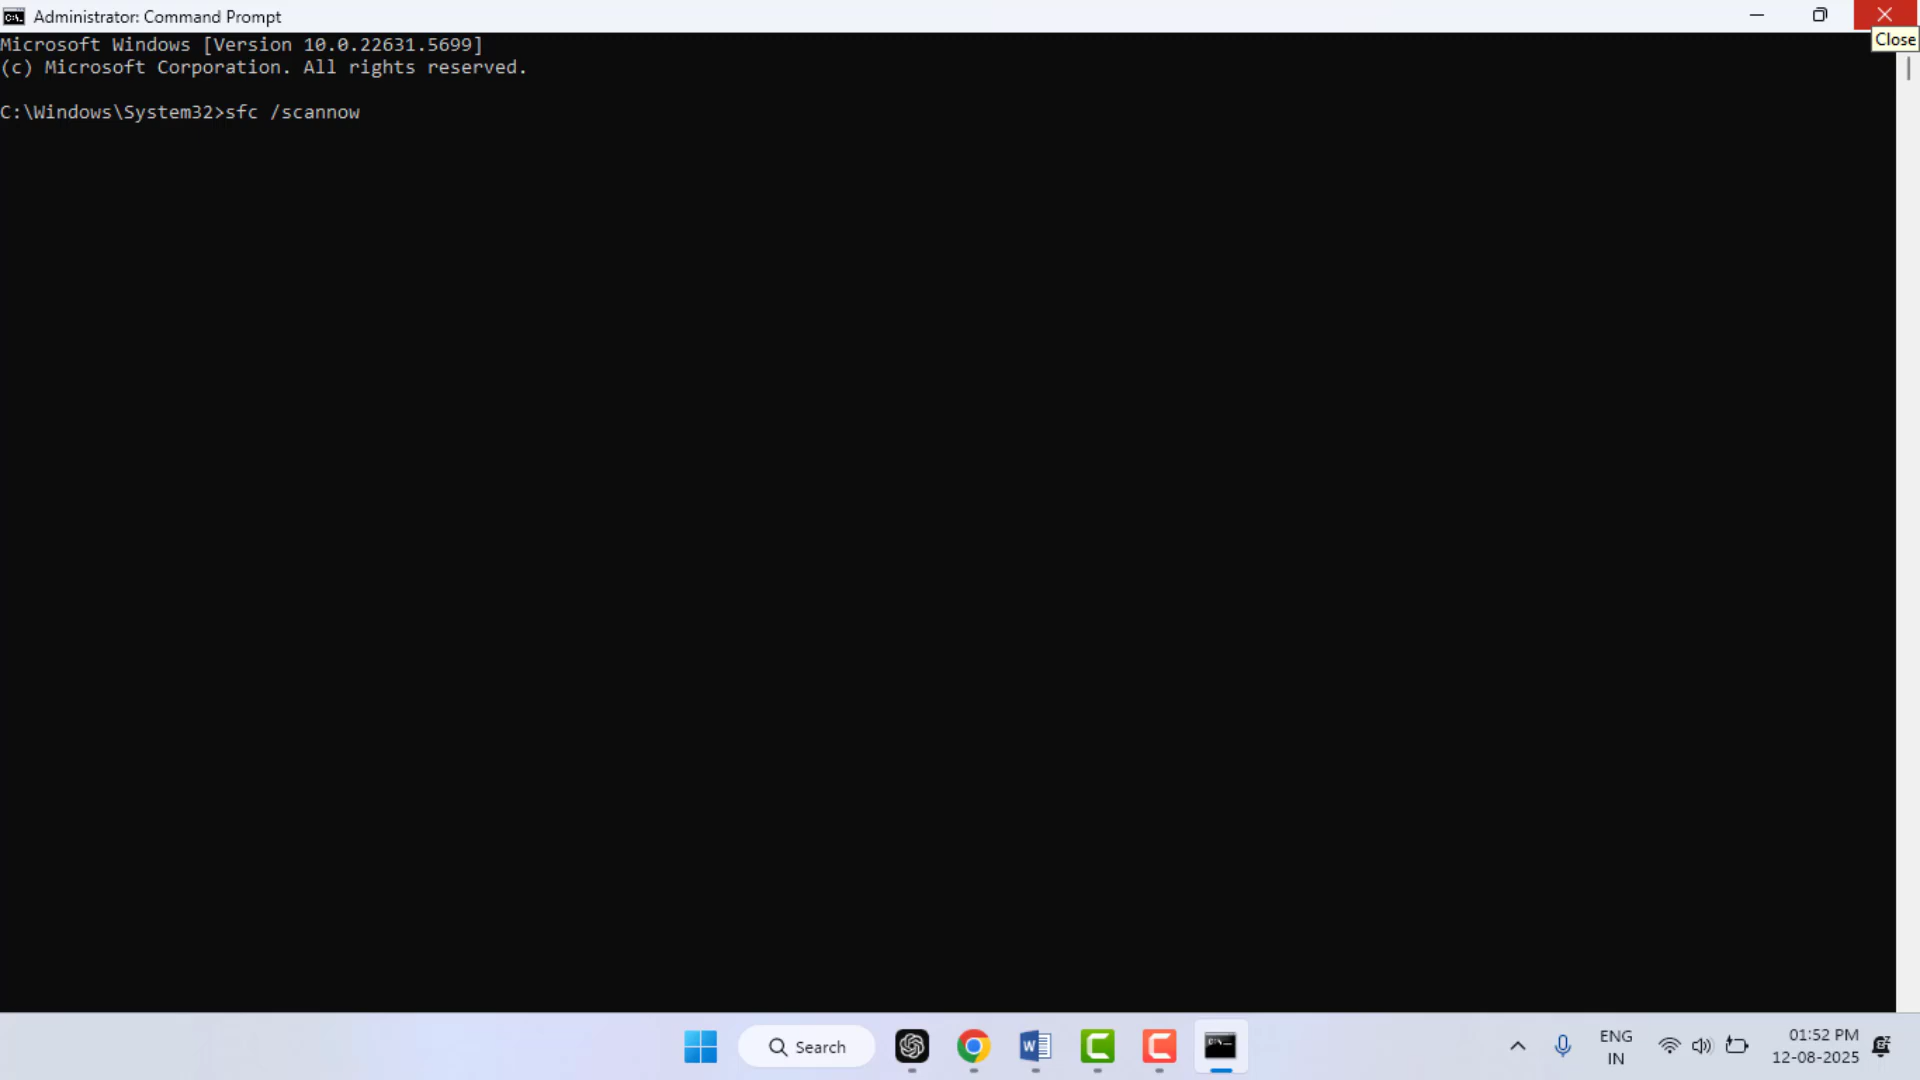 Administrator: Command Prompt
Close
Microsoft Windows [Version 10.0.22631.5699]
(c) Microsoft Corporation. All rights reserved.
C:\Windows\System32>sfc /scannow
Search
ENG
IN
01:52 PM
12-08-2025